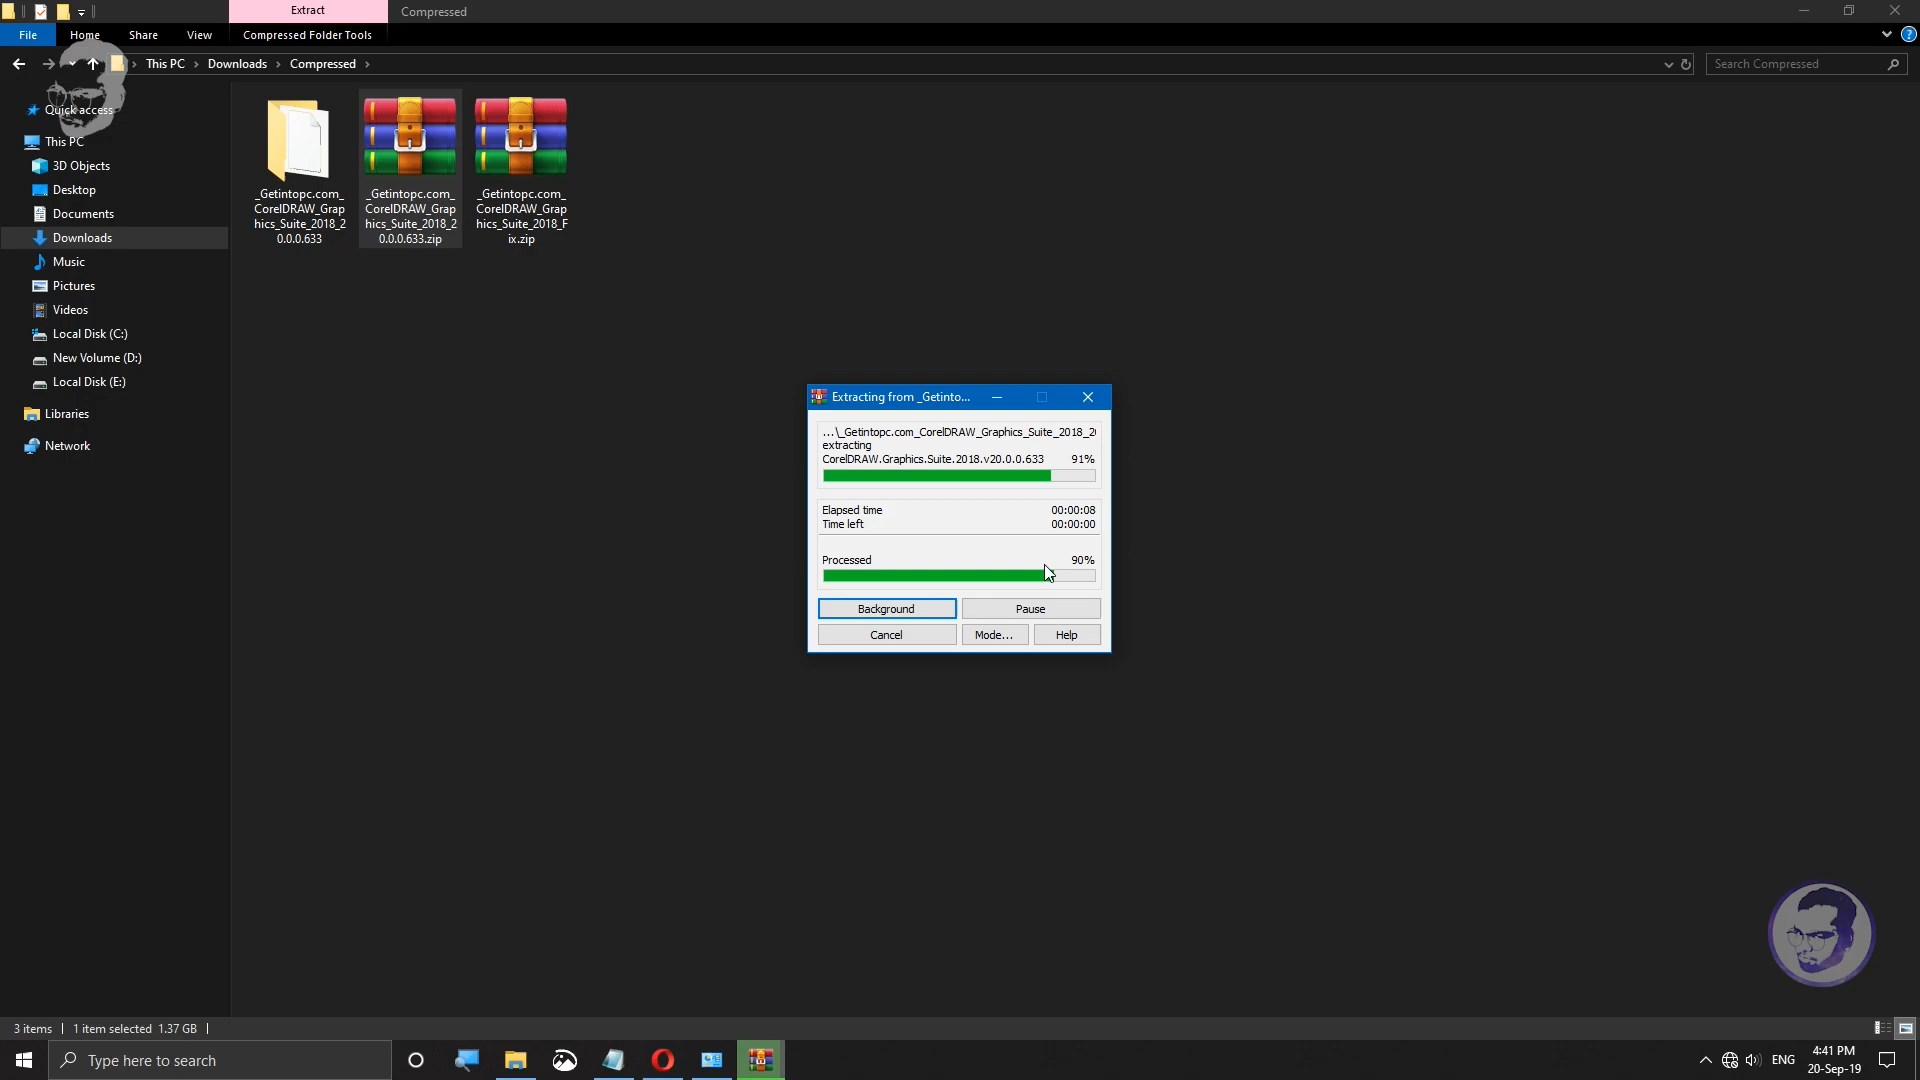 Extract
Compressed
File
Home
Share
View
Compressed Folder Tools
This PC
Downloads
Compressed
Search Compressed
Quick access
This PC
3D Objects
Desktop
Documents
Downloads
Music
Pictures
Videos
Local Disk (C:)
New Volume (D:)
Local Disk (E:)
Libraries
Network
_Getintopc.com_
CorelDRAW_Grap
hics_Suite_2018_2
0.0.0.633
_Getintopc.com_
CorelDRAW_Grap
hics_Suite_2018_2
0.0.0.633.zip
_Getintopc.com_
CorelDRAW_Grap
hics_Suite_2018_F
ix.zip
Extracting from _Getinto...
...\_Getintopc.com_CorelDRAW_Graphics_Suite_2018_20
extracting
CorelDRAW.Graphics.Suite.2018.v20.0.0.633 91%
Elapsed time 00:00:08
Time left 00:00:00
Processed 90%
Background
Pause
Cancel
Mode...
Help
3 items
1 item selected 1.37 GB
Type here to search
ENG
4:41 PM
20-Sep-19